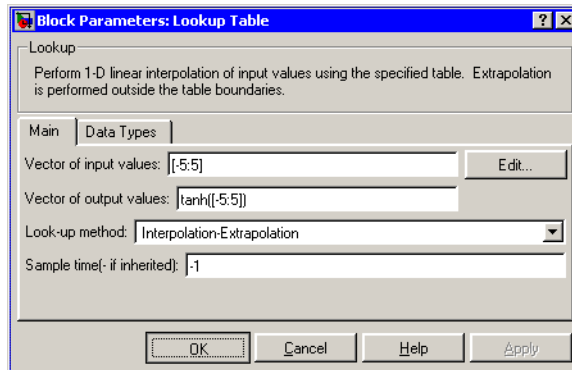 Block Parameters: Lookup Table
Lookup
Perform 1-D linear interpolation of input values using the specified table. Extrapolation
is performed outside the table boundaries.
Main Data Types
Vector of input values: [-5:5] Edit...
Vector of output values: tanh([-5:5])
Look-up method: Interpolation-Extrapolation
Sample time(- if inherited): -1
OK Cancel Help Apply